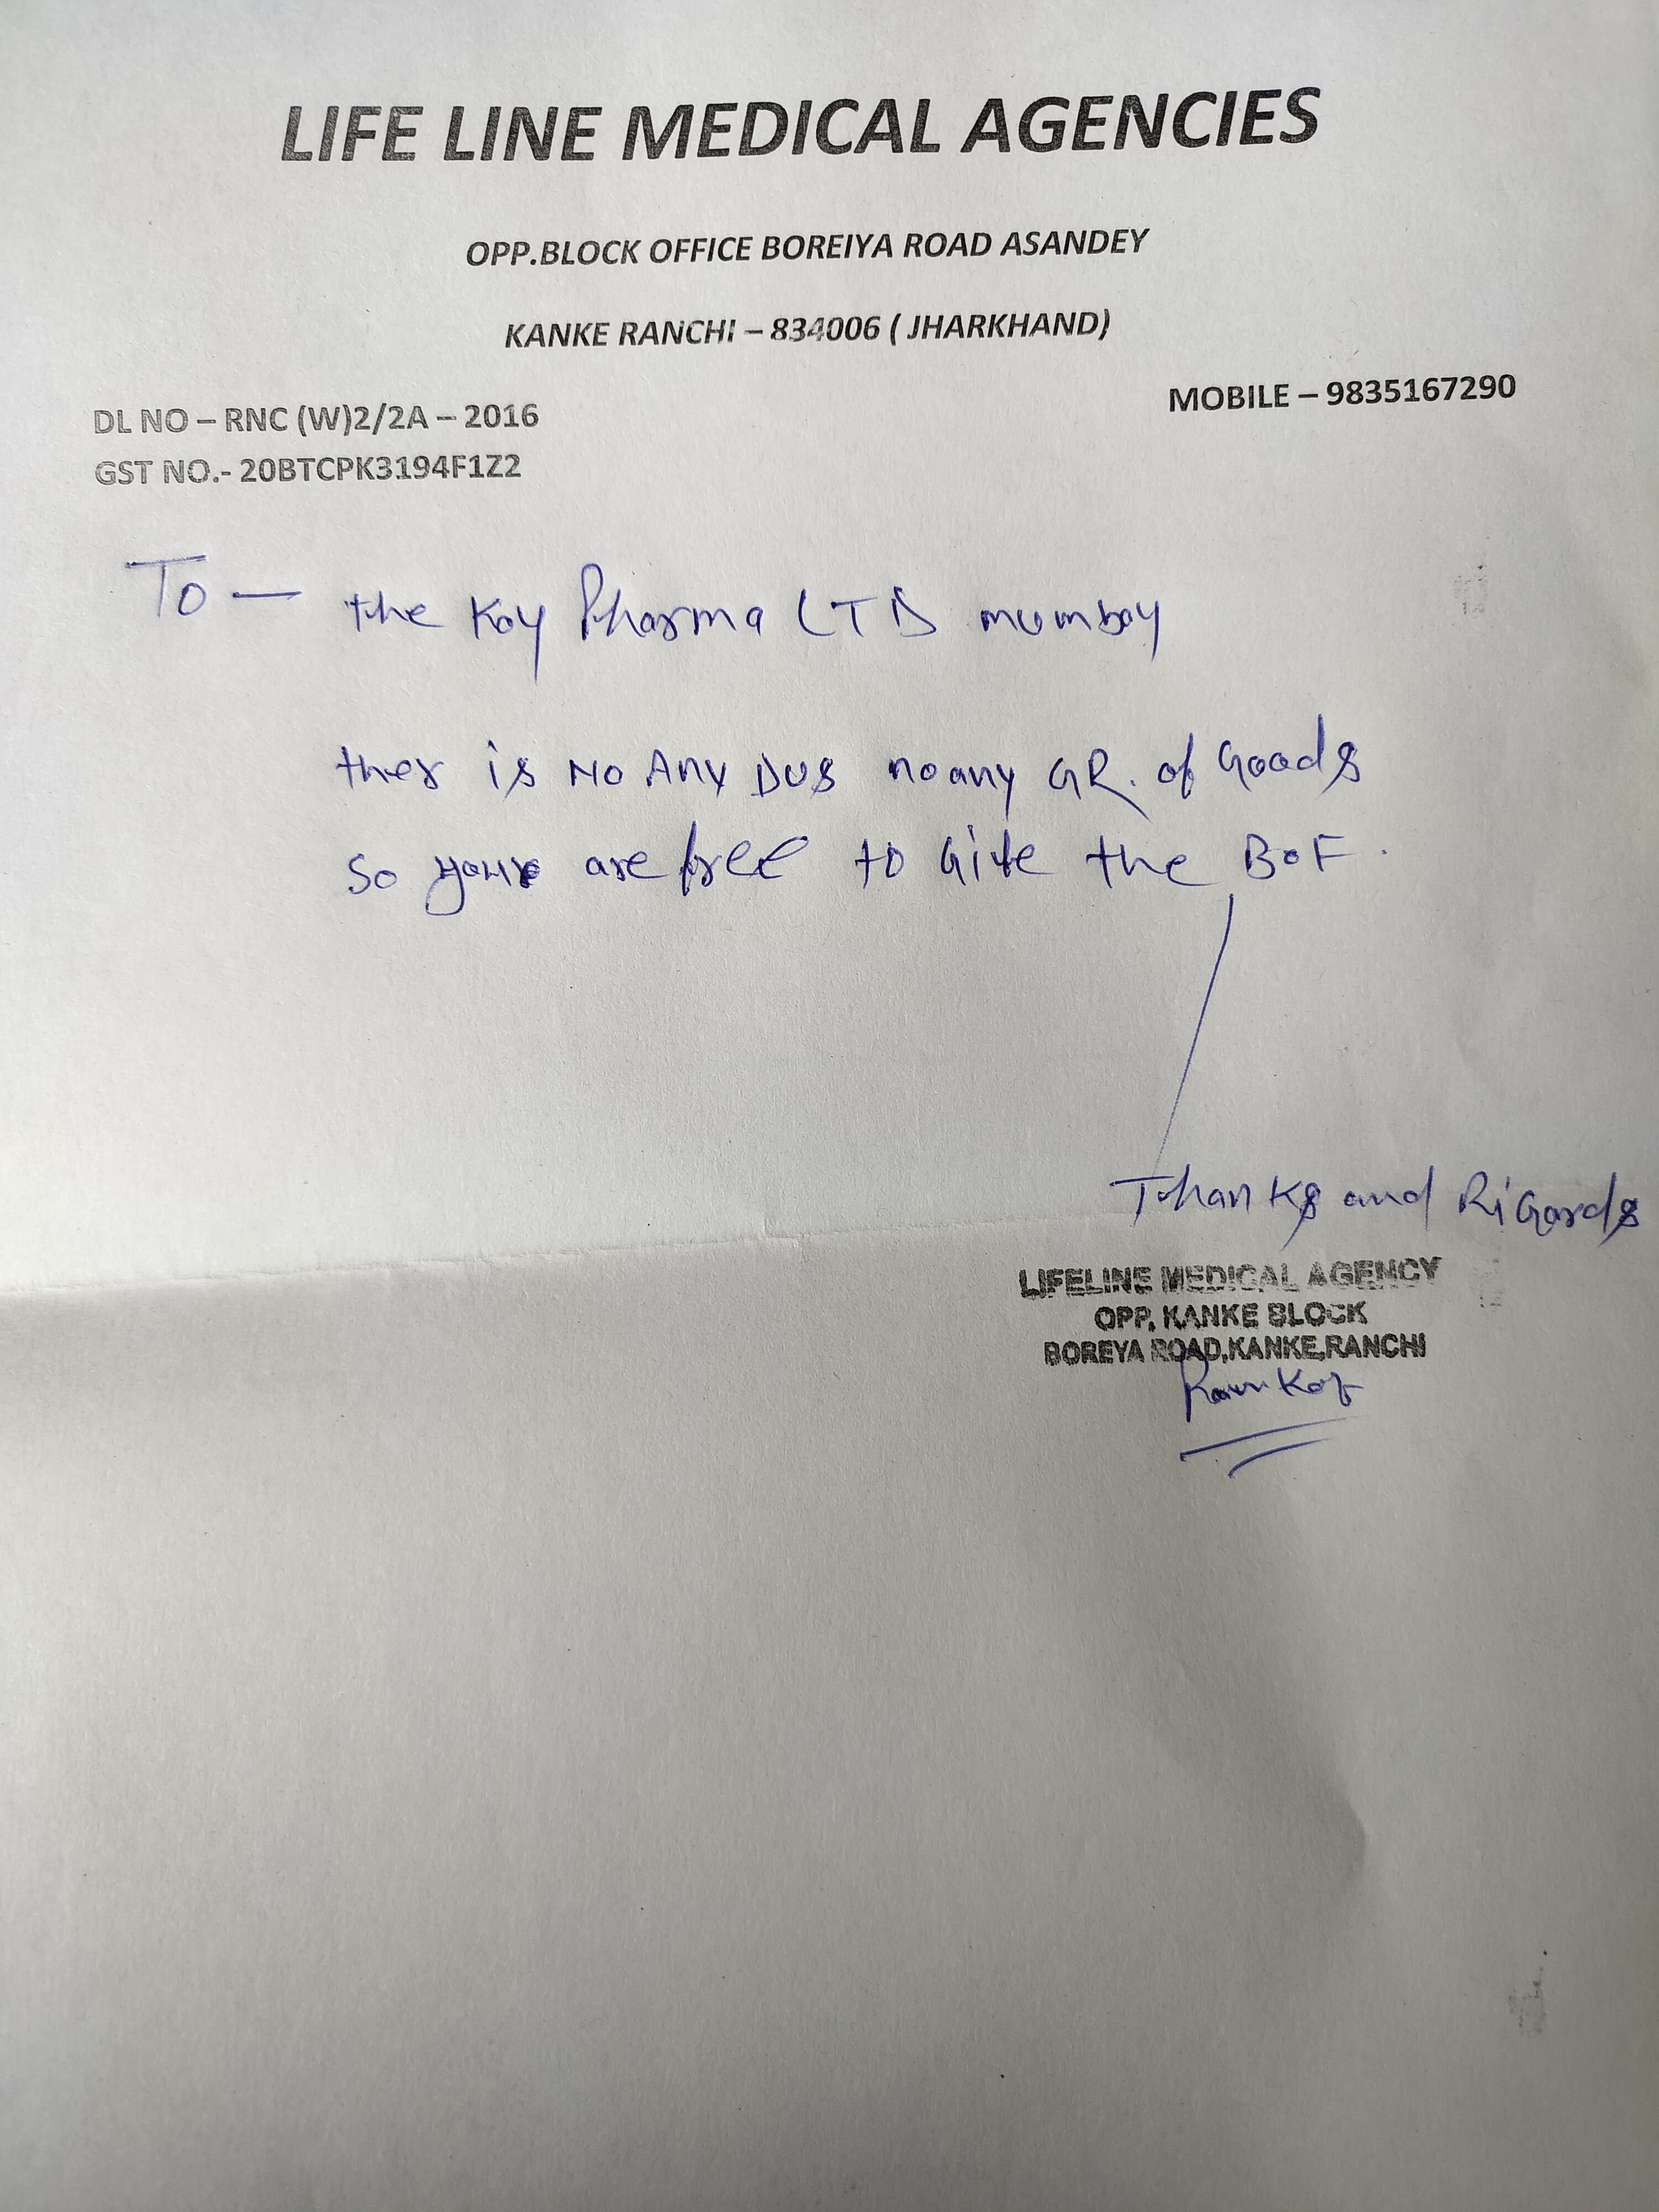 LIFE LINE MEDICAL AGENCIES
OPP.BLOCK OFFICE BOREIYA ROAD ASANDEY
KANKE RANCHI – 834006 ( JHARKHAND)
MOBILE – 9835167290
DL NO – RNC (W)2/2A – 2016
GST NO.- 20BTCPK3194F1Z2
To — the Kay Pharma LTD mumbay
ther is No Any Dus no any GR. of Goods
so are free to Give the BOF.
Thanks and RiGards
LIFELINE MEDICAL AGENCY
OPP, KANKE BLOCK
BOREYA ROAD,KANKE,RANCHI